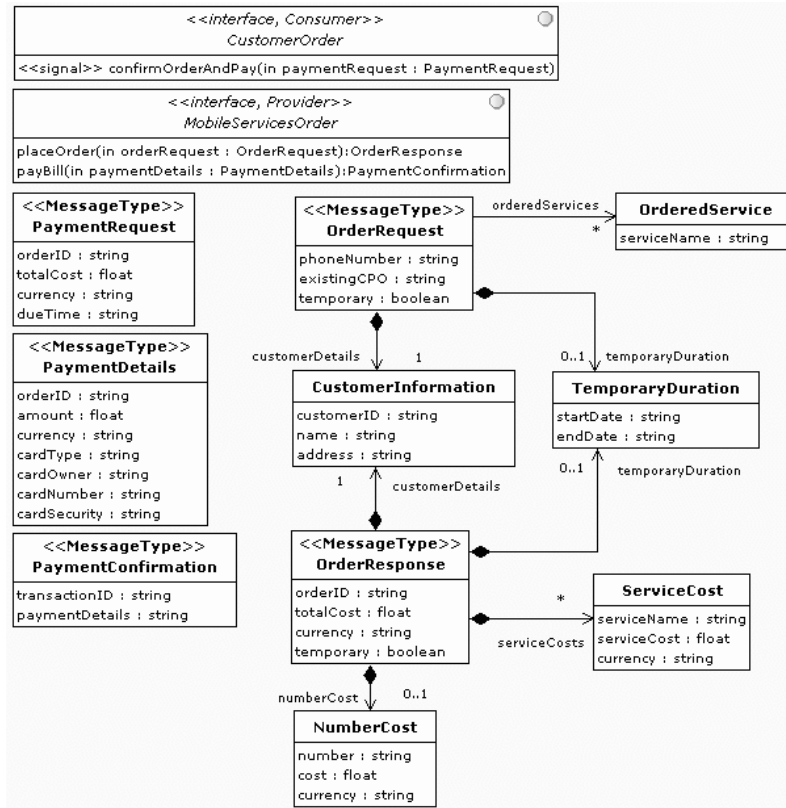 <<interface, Consumer>>
CustomerOrder
<<signal>> confirmOrderAndPay(in paymentRequest : PaymentRequest)
<<interface, Provider>>
MobileServicesOrder
placeOrder(in orderRequest : OrderRequest):OrderResponse
payBill(in paymentDetails : PaymentDetails):PaymentConfirmation
<<MessageType>>
PaymentRequest
orderID : string
totalCost : float
currency : string
dueTime : string
<<MessageType>>
OrderRequest
phoneNumber : string
existingCPO : string
temporary : boolean
orderedServices
*
OrderedService
serviceName : string
customerDetails
1
0..1
temporaryDuration
<<MessageType>>
PaymentDetails
orderID : string
amount : float
currency : string
cardType : string
cardOwner : string
cardNumber : string
cardSecurity : string
CustomerInformation
customerID : string
name : string
address : string
TemporaryDuration
startDate : string
endDate : string
1
customerDetails
0..1
temporaryDuration
<<MessageType>>
PaymentConfirmation
transactionID : string
paymentDetails : string
<<MessageType>>
OrderResponse
orderID : string
totalCost : float
currency : string
temporary : boolean
*
serviceCosts
ServiceCost
serviceName : string
serviceCost : float
currency : string
numberCost
0..1
NumberCost
number : string
cost : float
currency : string